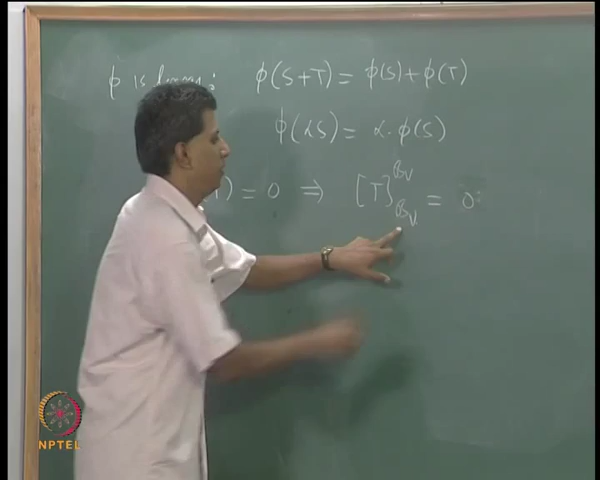 ϕ is linear: ϕ(S+T) = ϕ(S)+ϕ(T)
ϕ(αS) = α·ϕ(S)
T) = 0 ⇒ [T]^{B_V}_{B_V} = 0
NPTEL